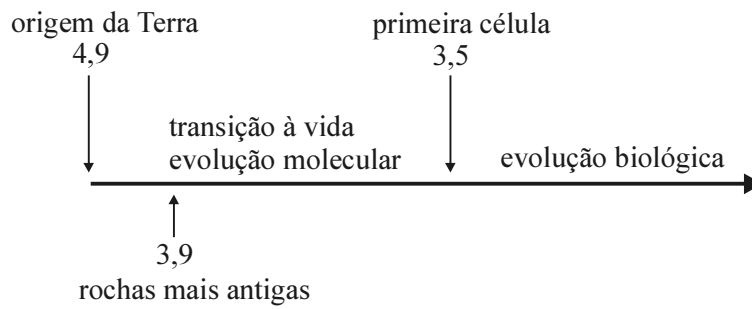 origem da Terra
4,9
primeira célula
3,5
transição à vida
evolução molecular
evolução biológica
3,9
rochas mais antigas